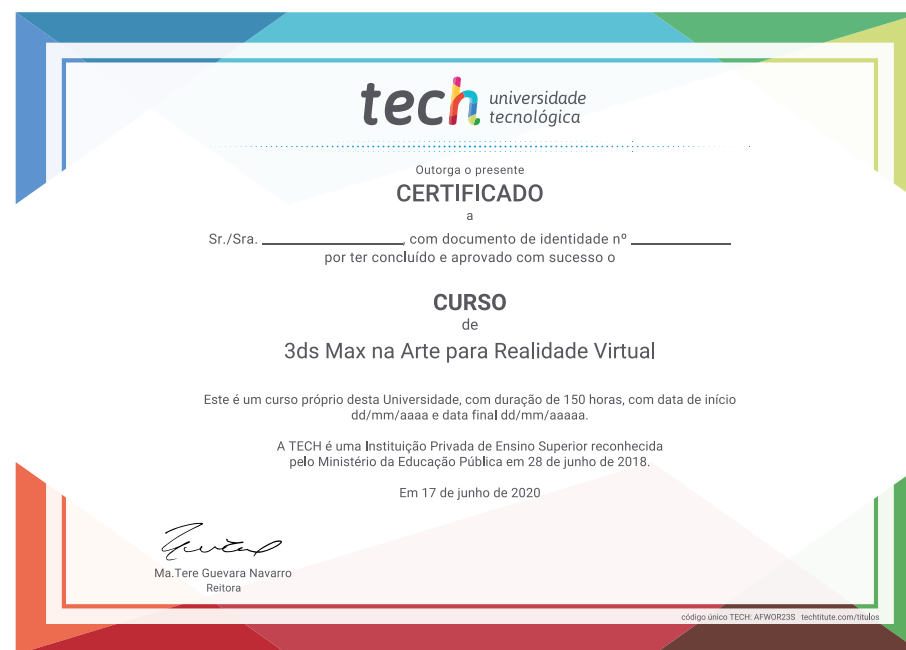 tech universidade
tecnológica
Outorga o presente
CERTIFICADO
a
Sr./Sra. ________________, com documento de identidade nº ____________
por ter concluído e aprovado com sucesso o
CURSO
de
3ds Max na Arte para Realidade Virtual
Este é um curso próprio desta Universidade, com duração de 150 horas, com data de início
dd/mm/aaaa e data final dd/mm/aaaaa.
A TECH é uma Instituição Privada de Ensino Superior reconhecida
pelo Ministério da Educação Pública em 28 de junho de 2018.
Em 17 de junho de 2020
Ma.Tere Guevara Navarro
Reitora
código único TECH: AFWOR23S techtitute.com/titulos